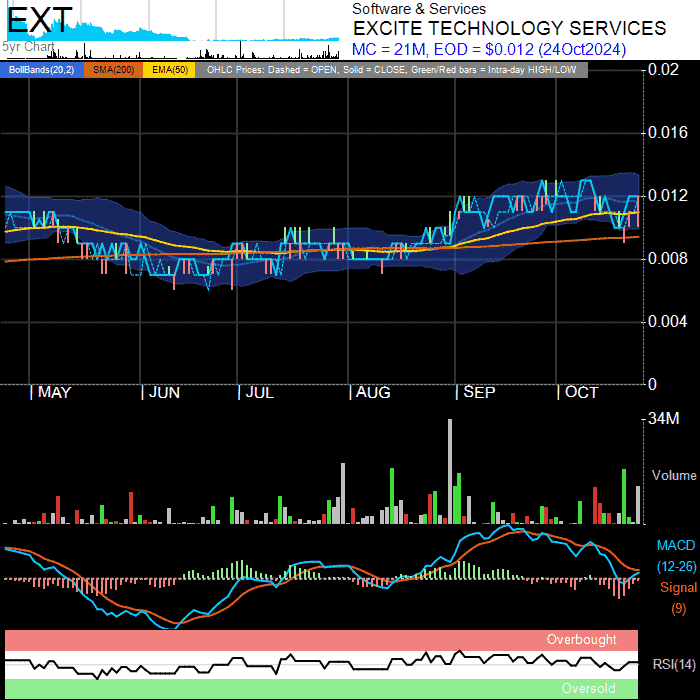 EXT
5yr Chart
Software & Services
EXCITE TECHNOLOGY SERVICES
MC = 21M, EOD = $0.012 (24Oct2024)
BollBands(20,2) SMA(200) EMA(50) OHLC Prices: Dashed = OPEN, Solid = CLOSE, Green/Red bars = Intra-day HIGH/LOW
0.02
0.016
0.012
0.008
0.004
0
MAY JUN JUL AUG SEP OCT
34M
Volume
MACD
(12-26)
Signal
(9)
Overbought
RSI(14)
Oversold